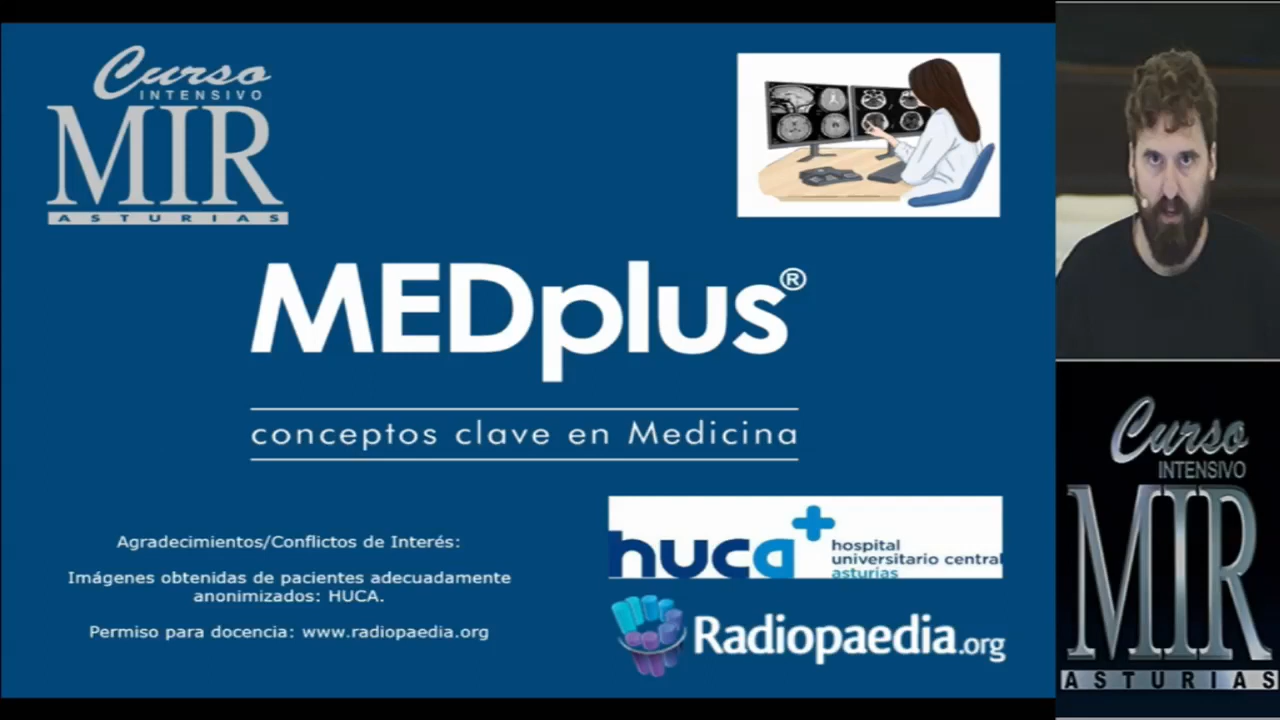 Curso
INTENSIVO
MIR
ASTURIAS
MEDplus®
conceptos clave en Medicina
Agradecimientos/Conflictos de Interés:
Imágenes obtenidas de pacientes adecuadamente
anonimizados: HUCA.
Permiso para docencia: www.radiopaedia.org
huca+
hospital
universitario central
asturias
Radiopaedia.org
Curso
INTENSIVO
MIR
ASTURIAS